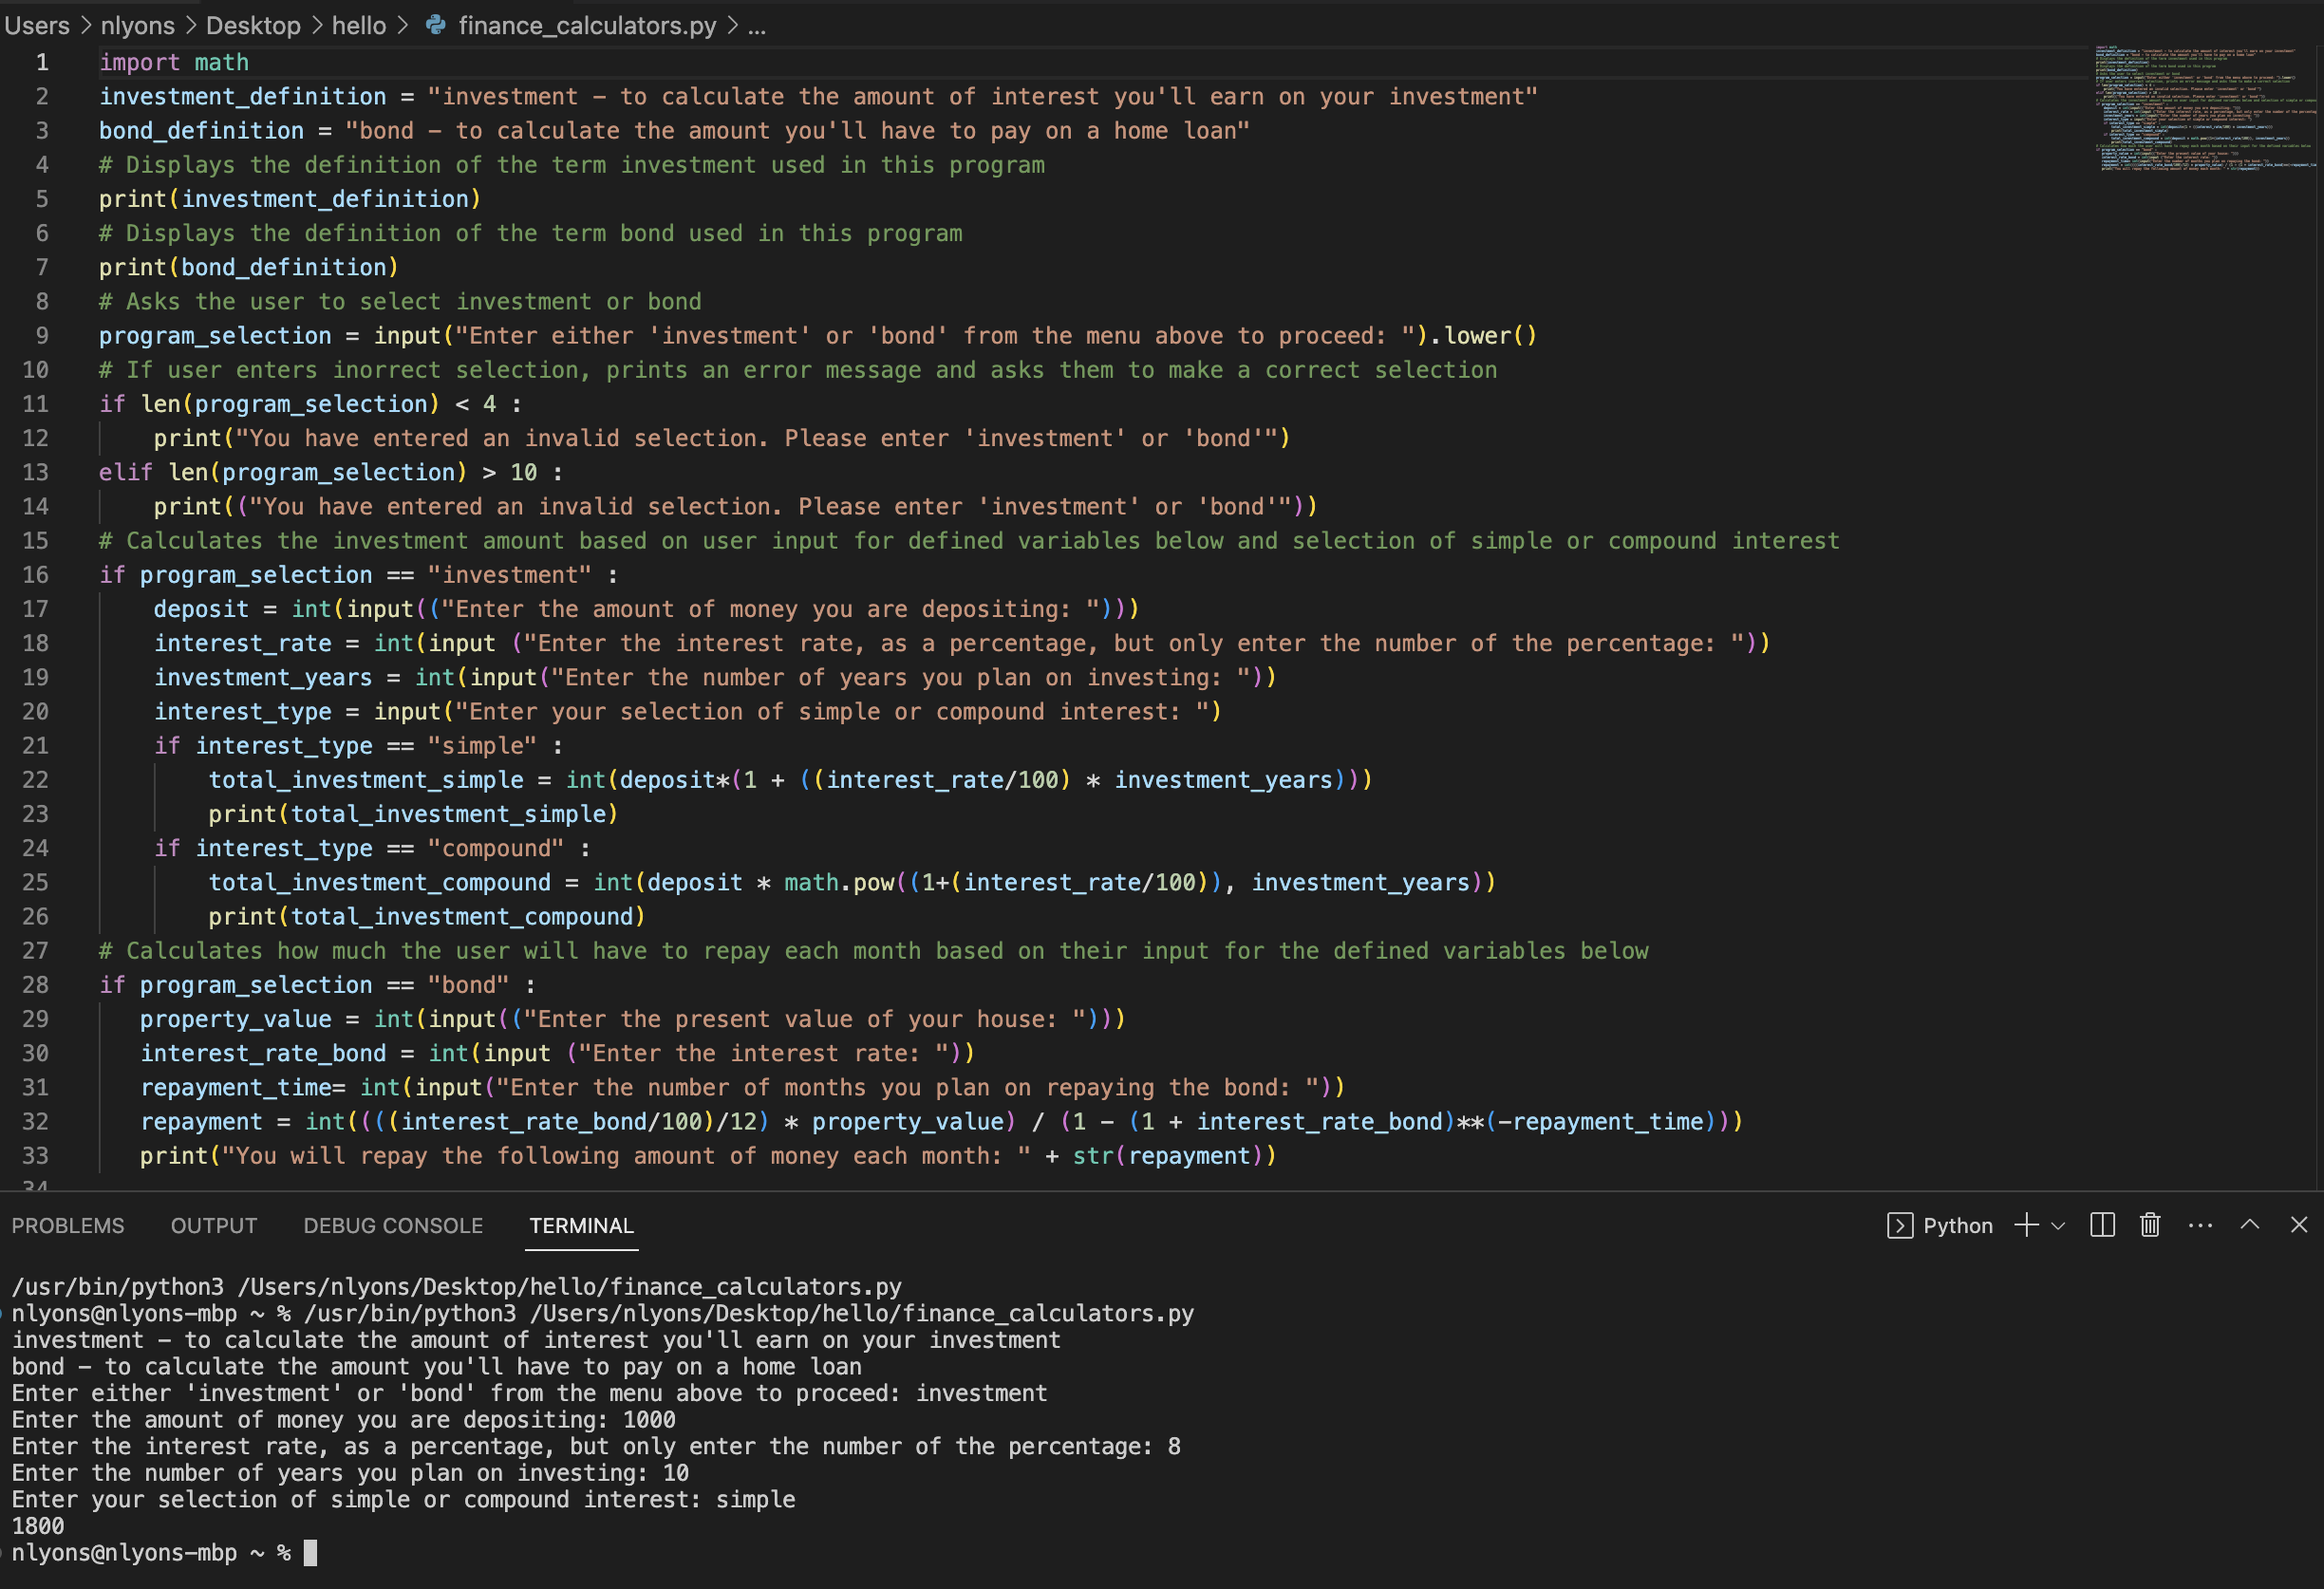 Users > nlyons > Desktop > hello > finance_calculators.py > ...
1 import math
2 investment_definition = "investment - to calculate the amount of interest you'll earn on your investment"
3 bond_definition = "bond - to calculate the amount you'll have to pay on a home loan"
4 # Displays the definition of the term investment used in this program
5 print(investment_definition)
6 # Displays the definition of the term bond used in this program
7 print(bond_definition)
8 # Asks the user to select investment or bond
9 program_selection = input("Enter either 'investment' or 'bond' from the menu above to proceed: ").lower()
10 # If user enters inorrect selection, prints an error message and asks them to make a correct selection
11 if len(program_selection) < 4 :
12     print("You have entered an invalid selection. Please enter 'investment' or 'bond'")
13 elif len(program_selection) > 10 :
14     print(("You have entered an invalid selection. Please enter 'investment' or 'bond'"))
15 # Calculates the investment amount based on user input for defined variables below and selection of simple or compound interest
16 if program_selection == "investment" :
17     deposit = int(input(("Enter the amount of money you are depositing: ")))
18     interest_rate = int(input ("Enter the interest rate, as a percentage, but only enter the number of the percentage: "))
19     investment_years = int(input("Enter the number of years you plan on investing: "))
20     interest_type = input("Enter your selection of simple or compound interest: ")
21     if interest_type == "simple" :
22         total_investment_simple = int(deposit*(1 + ((interest_rate/100) * investment_years)))
23         print(total_investment_simple)
24     if interest_type == "compound" :
25         total_investment_compound = int(deposit * math.pow((1+(interest_rate/100)), investment_years))
26         print(total_investment_compound)
27 # Calculates how much the user will have to repay each month based on their input for the defined variables below
28 if program_selection == "bond" :
29    property_value = int(input(("Enter the present value of your house: ")))
30    interest_rate_bond = int(input ("Enter the interest rate: "))
31    repayment_time= int(input("Enter the number of months you plan on repaying the bond: "))
32    repayment = int((((interest_rate_bond/100)/12) * property_value) / (1 - (1 + interest_rate_bond)**(-repayment_time)))
33    print("You will repay the following amount of money each month: " + str(repayment))
34
PROBLEMS OUTPUT DEBUG CONSOLE TERMINAL Python
/usr/bin/python3 /Users/nlyons/Desktop/hello/finance_calculators.py
nlyons@nlyons-mbp ~ % /usr/bin/python3 /Users/nlyons/Desktop/hello/finance_calculators.py
investment - to calculate the amount of interest you'll earn on your investment
bond - to calculate the amount you'll have to pay on a home loan
Enter either 'investment' or 'bond' from the menu above to proceed: investment
Enter the amount of money you are depositing: 1000
Enter the interest rate, as a percentage, but only enter the number of the percentage: 8
Enter the number of years you plan on investing: 10
Enter your selection of simple or compound interest: simple
1800
nlyons@nlyons-mbp ~ %